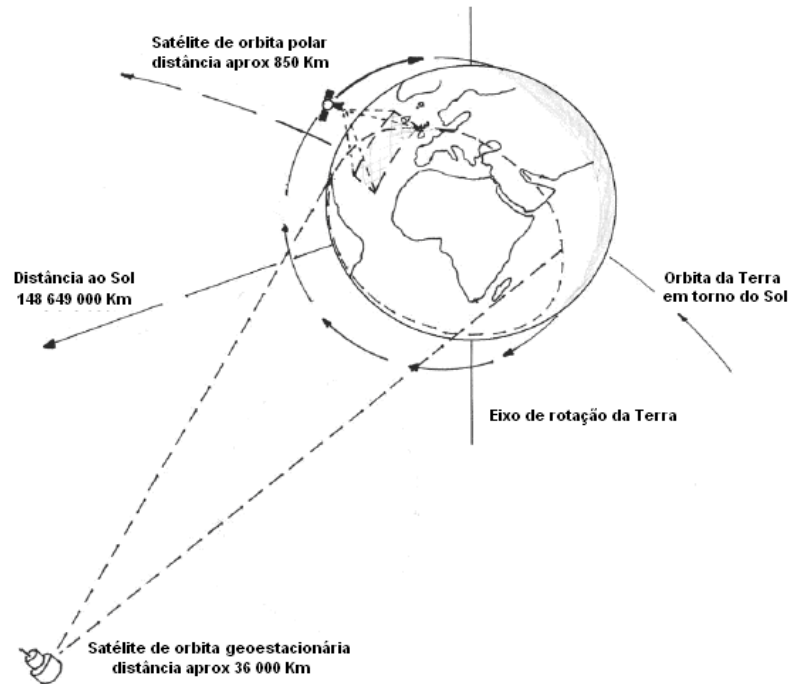 Satélite de orbita polar
distância aprox 850 Km
Distância ao Sol
148 649 000 Km
Orbita da Terra
em torno do Sol
Eixo de rotação da Terra
Satélite de orbita geoestacionária
distância aprox 36 000 Km